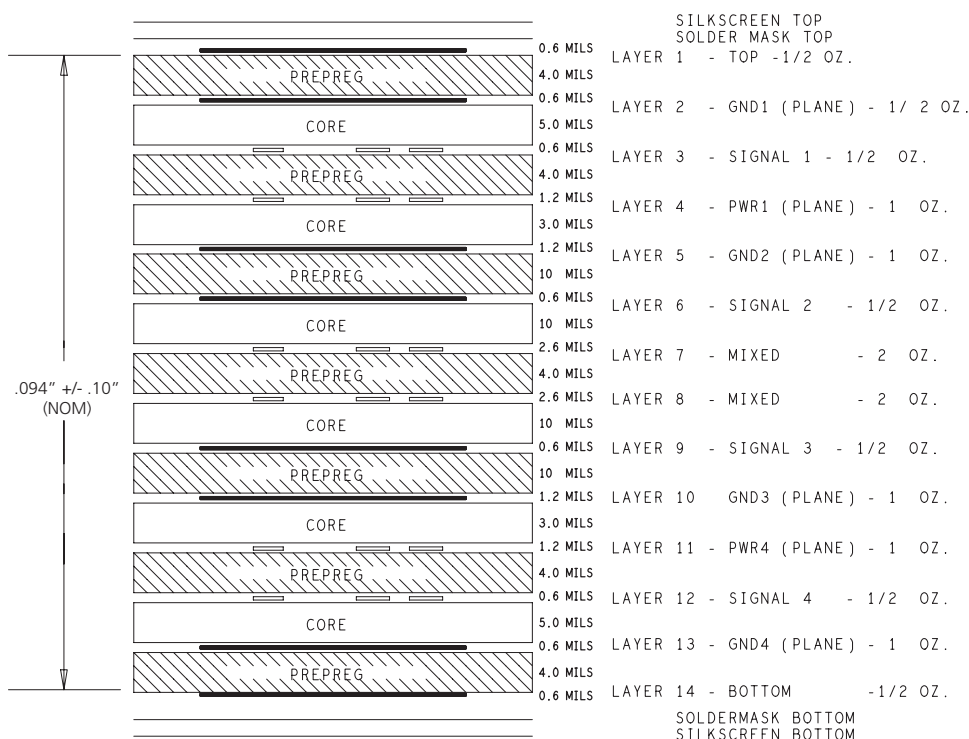 SILKSCREEN TOP
SOLDER MASK TOP
0.6 MILS LAYER 1 - TOP -1/2 OZ.
PREPREG 4.0 MILS
0.6 MILS LAYER 2 - GND1 (PLANE) - 1/ 2 OZ.
CORE 5.0 MILS
0.6 MILS LAYER 3 - SIGNAL 1 - 1/2 OZ.
PREPREG 4.0 MILS
1.2 MILS LAYER 4 - PWR1 (PLANE) - 1 OZ.
CORE 3.0 MILS
1.2 MILS LAYER 5 - GND2 (PLANE) - 1 OZ.
PREPREG 10 MILS
0.6 MILS LAYER 6 - SIGNAL 2 - 1/2 OZ.
CORE 10 MILS
2.6 MILS LAYER 7 - MIXED - 2 OZ.
PREPREG 4.0 MILS
.094" +/- .10"
(NOM)
2.6 MILS LAYER 8 - MIXED - 2 OZ.
CORE 10 MILS
0.6 MILS LAYER 9 - SIGNAL 3 - 1/2 OZ.
PREPREG 10 MILS
1.2 MILS LAYER 10 GND3 (PLANE) - 1 OZ.
CORE 3.0 MILS
1.2 MILS LAYER 11 - PWR4 (PLANE) - 1 OZ.
PREPREG 4.0 MILS
0.6 MILS LAYER 12 - SIGNAL 4 - 1/2 OZ.
CORE 5.0 MILS
0.6 MILS LAYER 13 - GND4 (PLANE) - 1 OZ.
PREPREG 4.0 MILS
0.6 MILS LAYER 14 - BOTTOM -1/2 OZ.
SOLDERMASK BOTTOM
SILKSCREEN BOTTOM